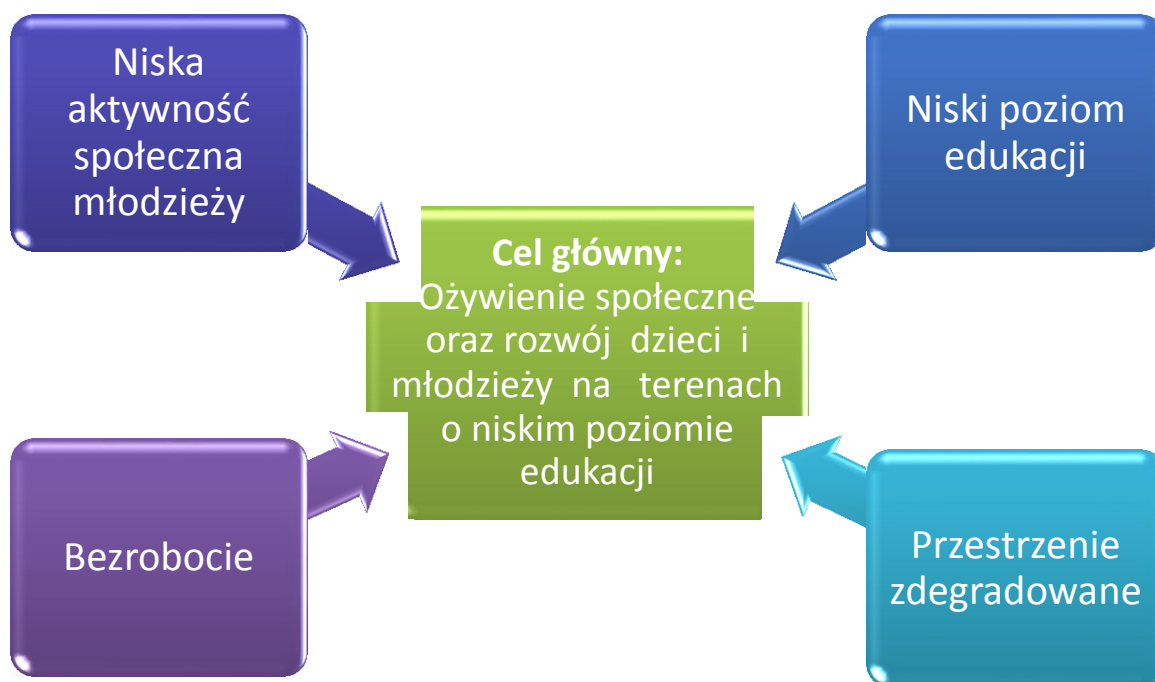 Niska
aktywność
społeczna
młodzieży
Niski poziom
edukacji
Cel główny:
Ożywienie społeczne
oraz rozwój dzieci i
młodzieży na terenach
o niskim poziomie
edukacji
Bezrobocie
Przestrzenie
zdegradowane